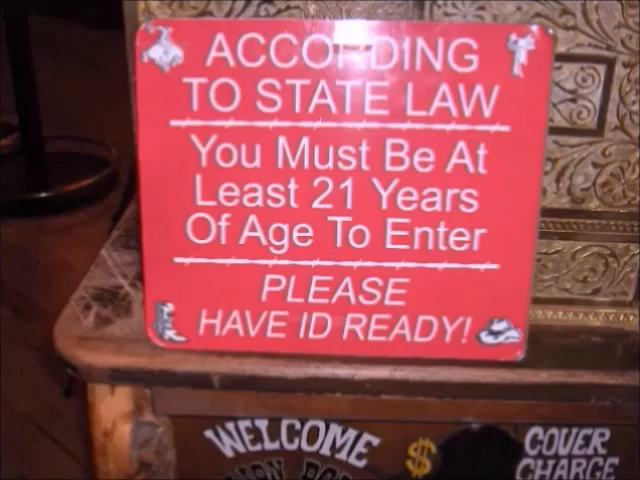 ACCORDING
TO STATE LAW
You Must Be At
Least 21 Years
Of Age To Enter
PLEASE
HAVE ID READY!
WELCOME
$
COVER
CHARGE